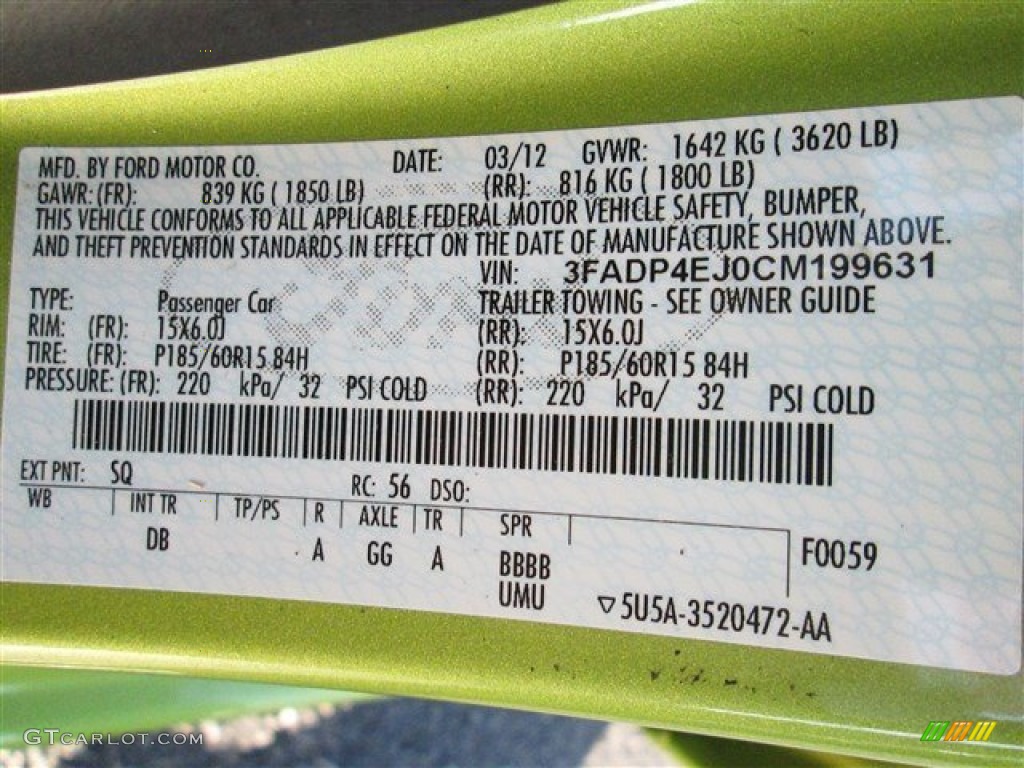 MFD. BY FORD MOTOR CO. DATE: 03/12 GVWR: 1642 KG ( 3620 LB)
GAWR: (FR): 839 KG ( 1850 LB) (RR): 816 KG ( 1800 LB)
THIS VEHICLE CONFORMS TO ALL APPLICABLE FEDERAL MOTOR VEHICLE SAFETY, BUMPER,
AND THEFT PREVENTION STANDARDS IN EFFECT ON THE DATE OF MANUFACTURE SHOWN ABOVE.
VIN: 3FADP4EJ0CM199631
TYPE: Passenger Car TRAILER TOWING - SEE OWNER GUIDE
RIM: (FR): 15X6.0J (RR): 15X6.0J
TIRE: (FR): P185/60R15 84H (RR): P185/60R15 84H
PRESSURE: (FR): 220 kPa/ 32 PSI COLD (RR): 220 kPa/ 32 PSI COLD
EXT PNT: SQ RC: 56 DSO:
WB INT TR TP/PS R AXLE TR SPR
DB A GG A BBBB F0059
UMU ▽5U5A-3520472-AA
GTCARLOT.COM